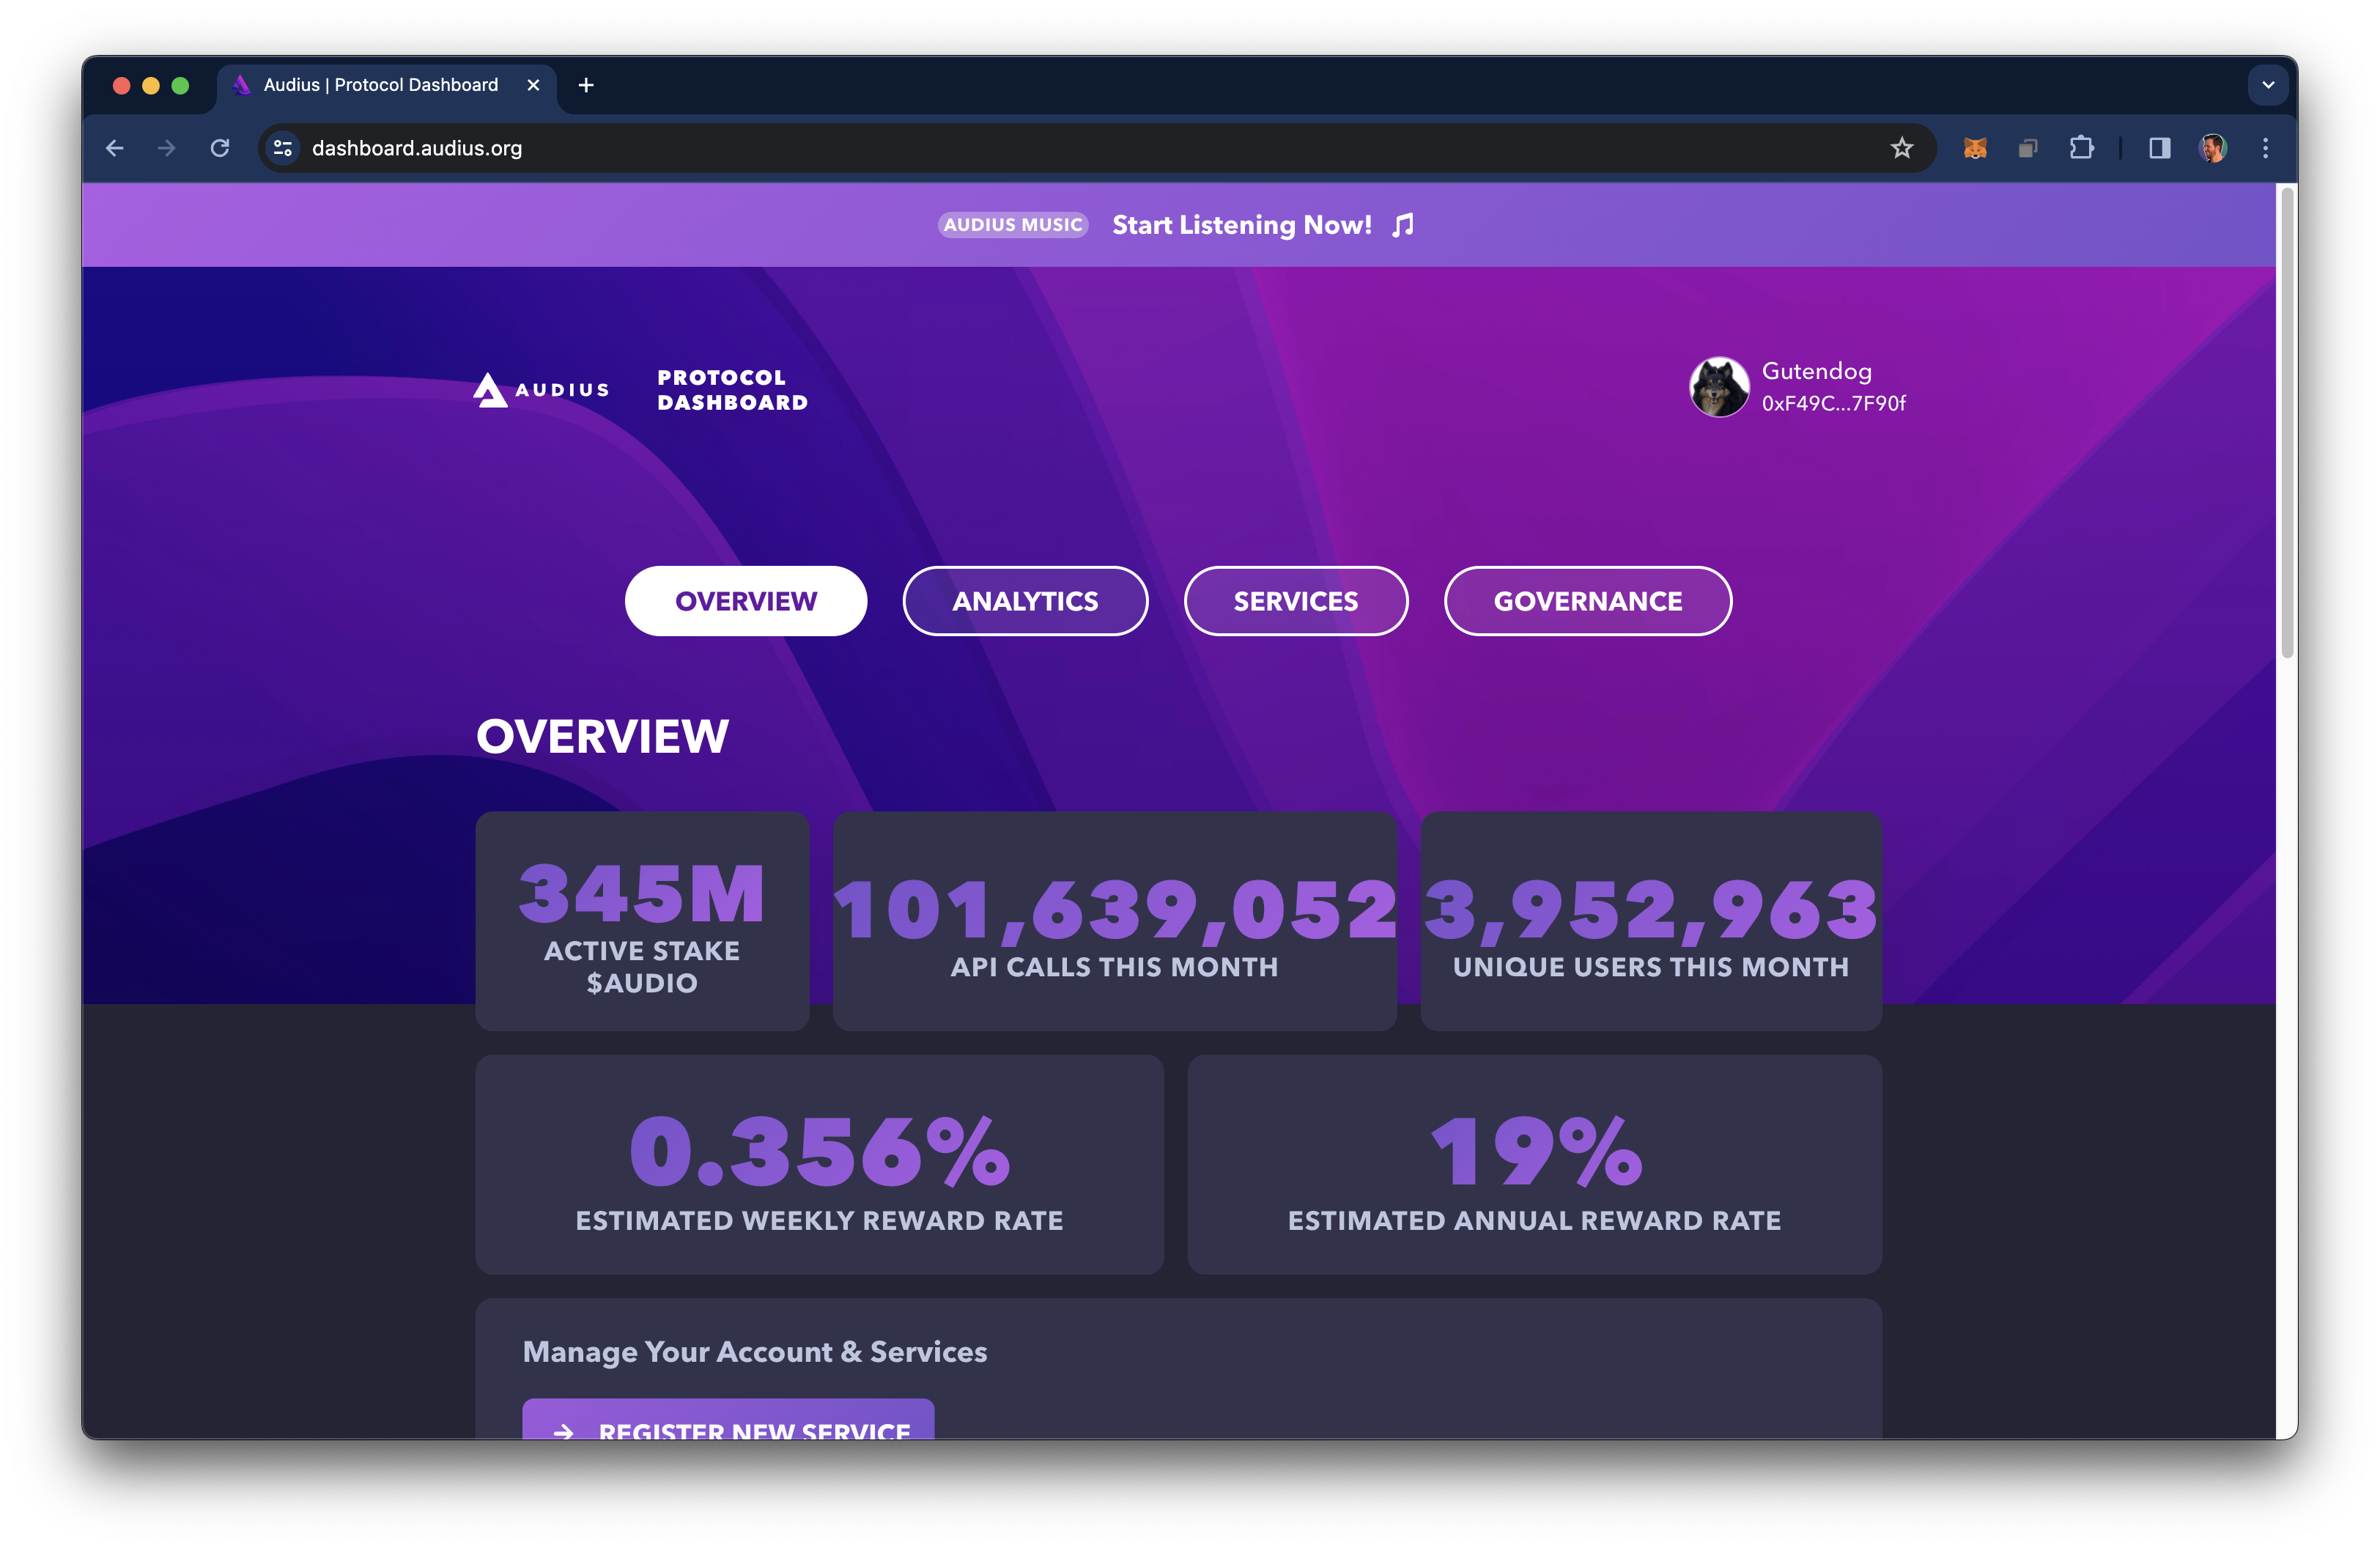 Audius | Protocol Dashboard
dashboard.audius.org
AUDIUS MUSIC Start Listening Now!
AUDIUS
PROTOCOL
DASHBOARD
Gutendog
0xF49C...7F90f
OVERVIEW ANALYTICS SERVICES GOVERNANCE
OVERVIEW
345M
ACTIVE STAKE
$AUDIO
101,639,052
API CALLS THIS MONTH
3,952,963
UNIQUE USERS THIS MONTH
0.356%
ESTIMATED WEEKLY REWARD RATE
19%
ESTIMATED ANNUAL REWARD RATE
Manage Your Account & Services
REGISTER NEW SERVICE